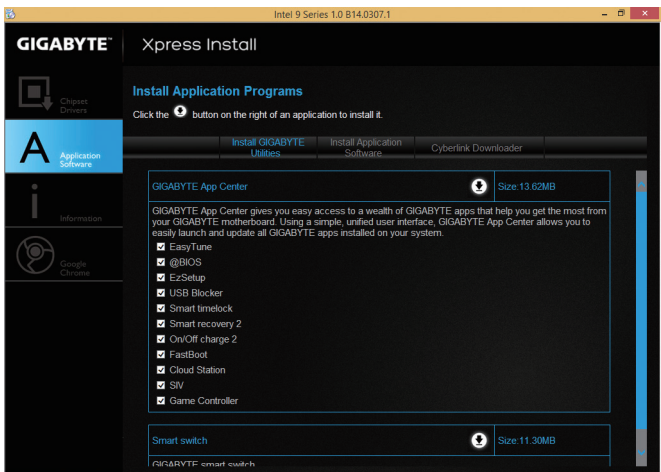 Intel 9 Series 1.0 B14.0307.1
GIGABYTE™
Xpress Install
Chipset
Drivers
Application
Software
Information
Google
Chrome
Install Application Programs
Click the button on the right of an application to install it.
Install GIGABYTE
Utilities
Install Application
Software
Cyberlink Downloader
GIGABYTE App Center
Size:13.62MB
GIGABYTE App Center gives you easy access to a wealth of GIGABYTE apps that help you get the most from
your GIGABYTE motherboard. Using a simple, unified user interface, GIGABYTE App Center allows you to
easily launch and update all GIGABYTE apps installed on your system.
EasyTune
@BIOS
EzSetup
USB Blocker
Smart timelock
Smart recovery 2
On/Off charge 2
FastBoot
Cloud Station
SIV
Game Controller
Smart switch
Size:11.30MB
GIGABYTE smart switch